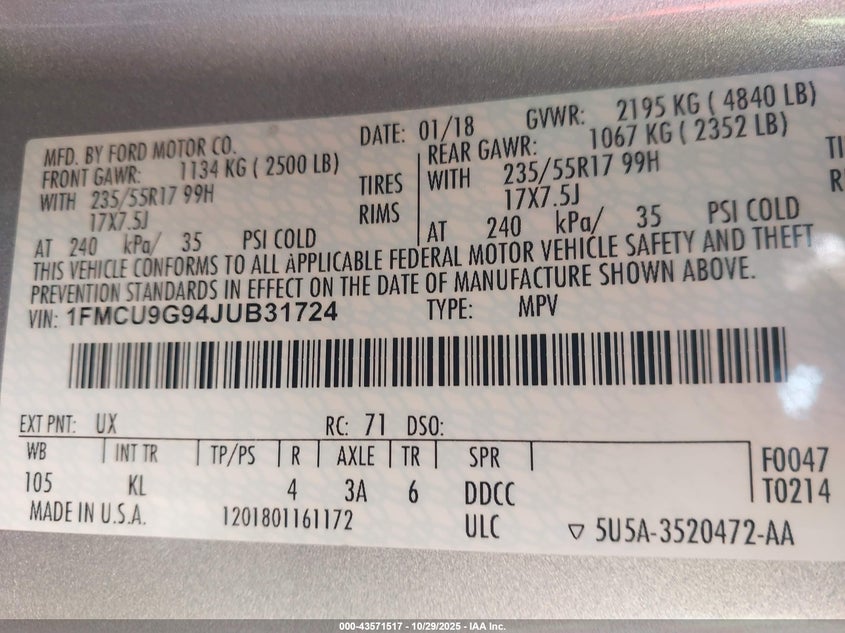 MFD. BY FORD MOTOR CO. DATE: 01/18 GVWR: 2195 KG ( 4840 LB)
FRONT GAWR: 1134 KG ( 2500 LB) REAR GAWR: 1067 KG ( 2352 LB)
WITH 235/55R17 99H TIRES WITH 235/55R17 99H TI
17X7.5J RIMS 17X7.5J R
AT 240 kPa/ 35 PSI COLD AT 240 kPa/ 35 PSI COLD
THIS VEHICLE CONFORMS TO ALL APPLICABLE FEDERAL MOTOR VEHICLE SAFETY AND THEFT
PREVENTION STANDARDS IN EFFECT ON THE DATE OF MANUFACTURE SHOWN ABOVE.
VIN: 1FMCU9G94JUB31724 TYPE: MPV
EXT PNT: UX RC: 71 DSO:
WB INT TR TP/PS R AXLE TR SPR F0047
105 KL 4 3A 6 DDCC T0214
MADE IN U.S.A. 1201801161172 ULC ▽ 5U5A-3520472-AA
000-43571517 - 10/29/2025 - IAA Inc.